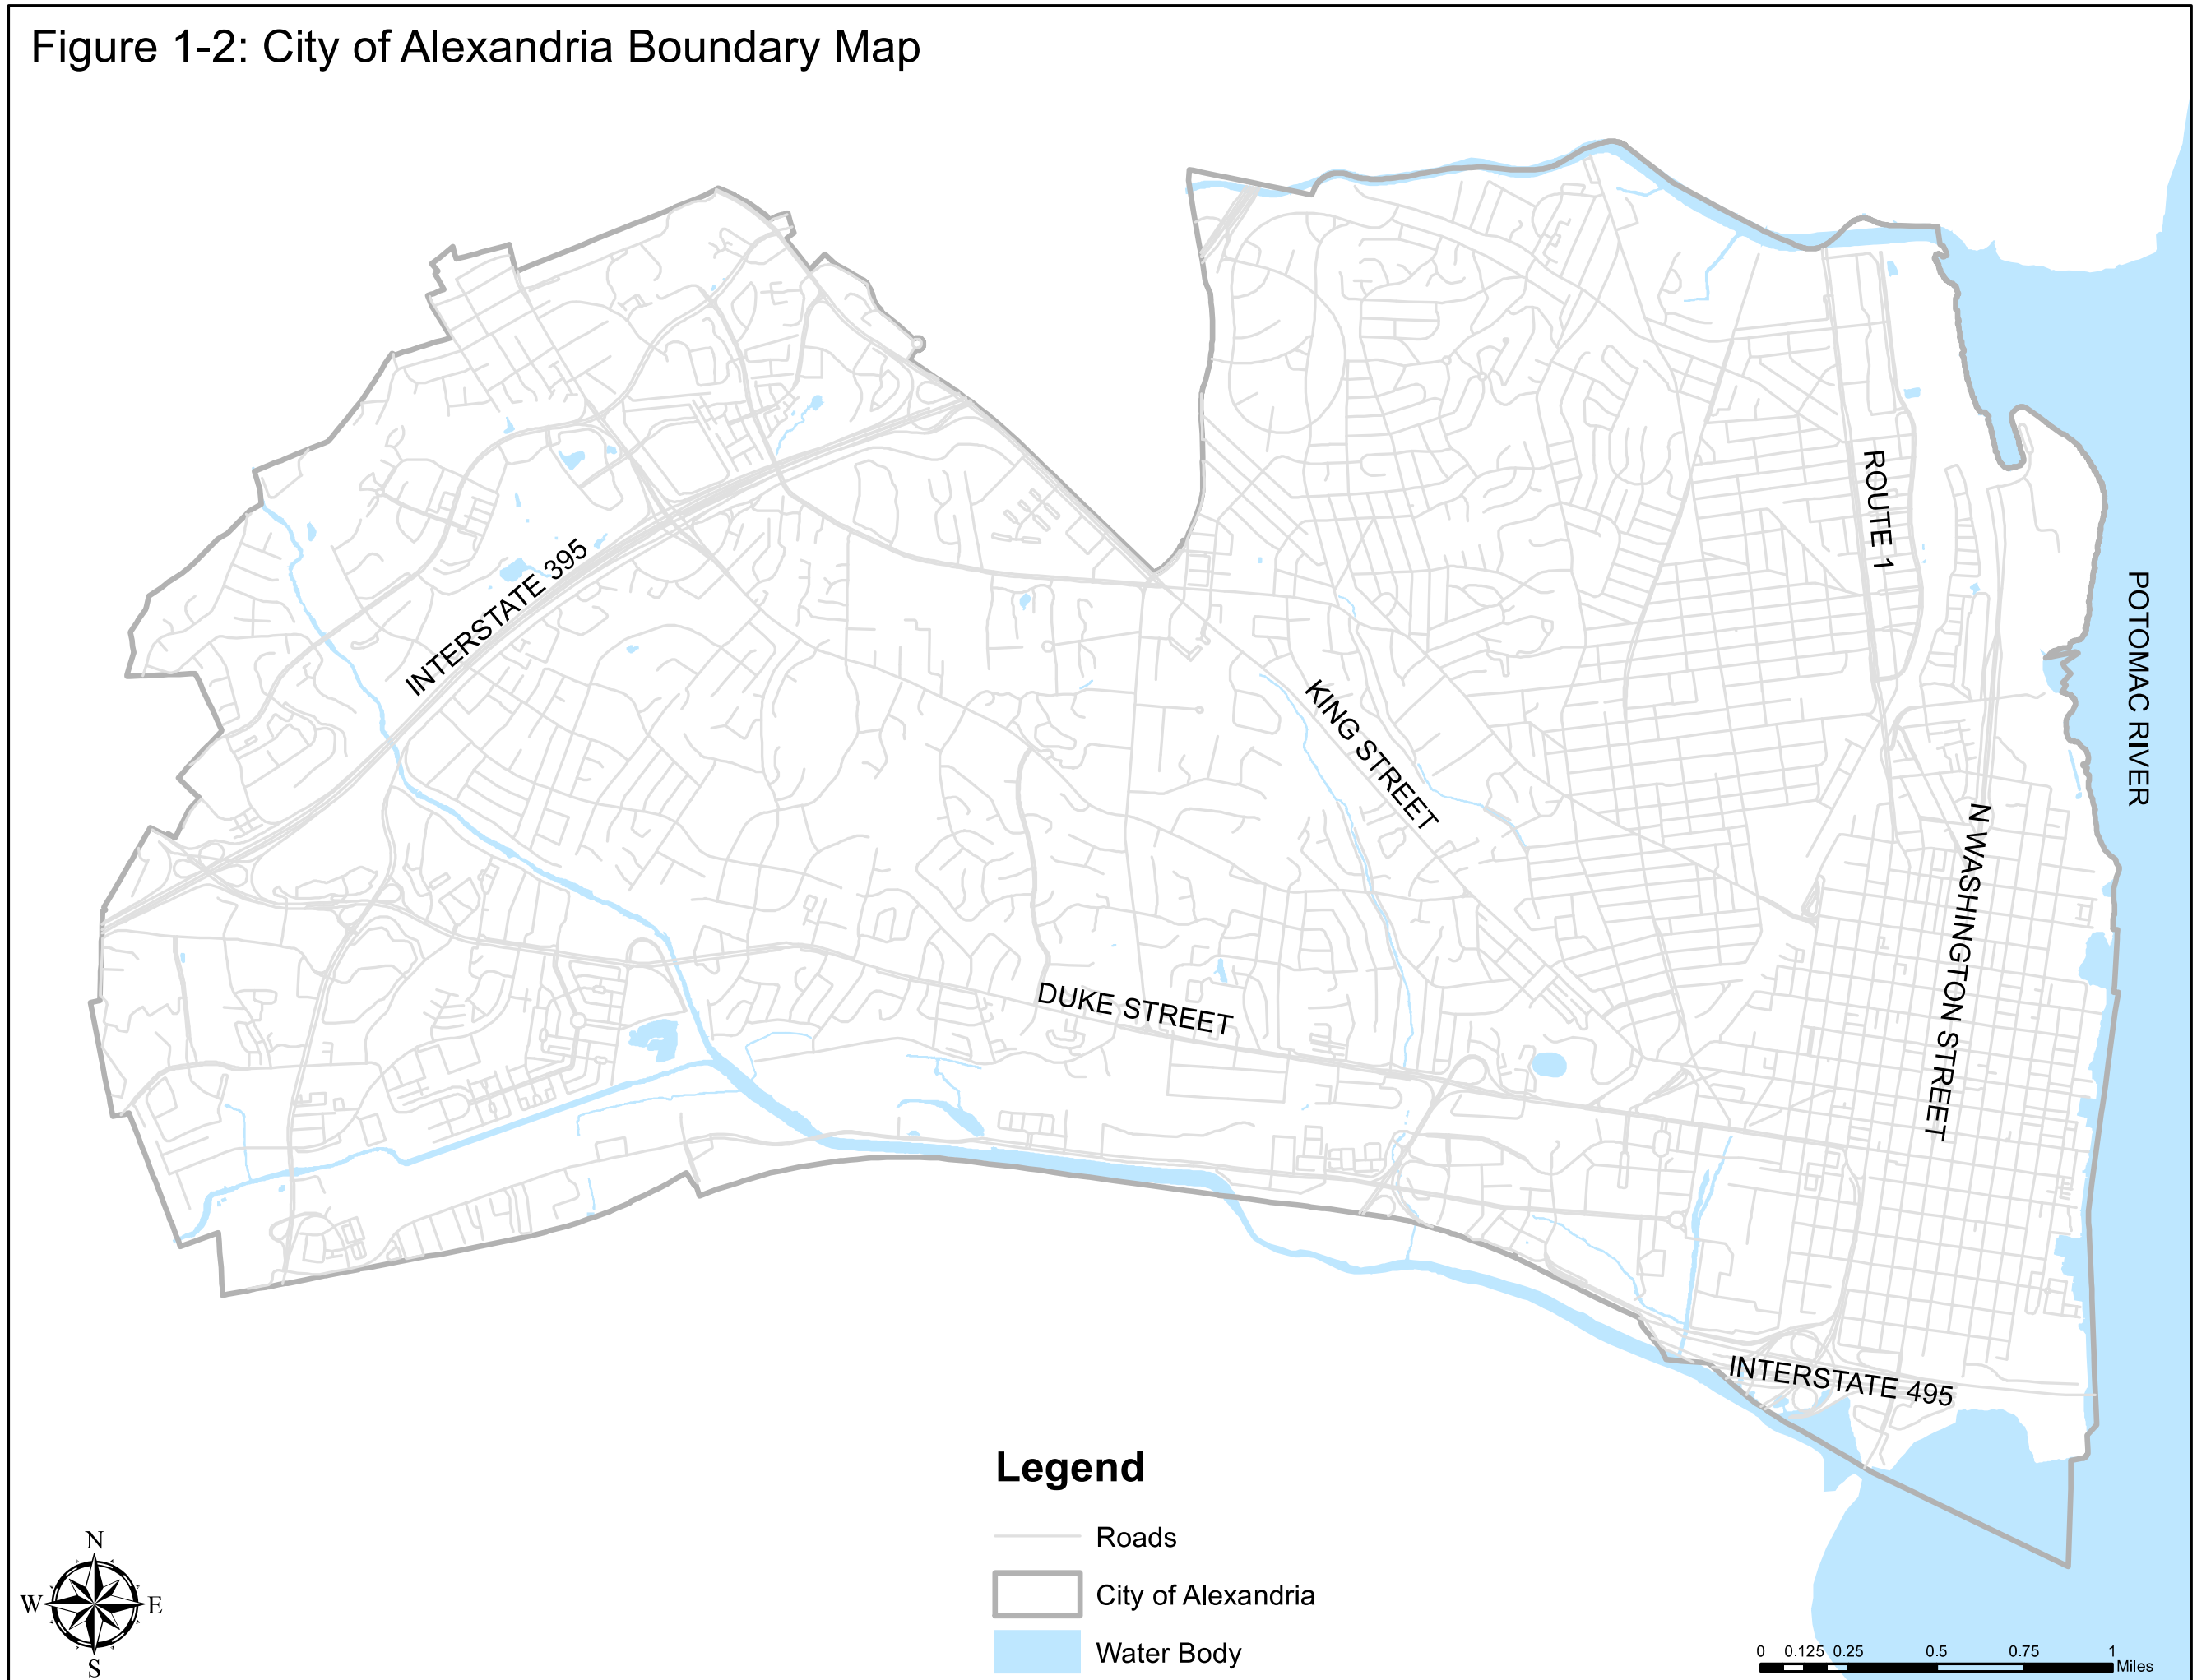 Figure 1-2: City of Alexandria Boundary Map
INTERSTATE 395
ROUTE 1
POTOMAC RIVER
KING STREET
N WASHINGTON STREET
DUKE STREET
INTERSTATE 495
Legend
Roads
City of Alexandria
Water Body
N
W E
S
0 0.125 0.25 0.5 0.75 1
Miles